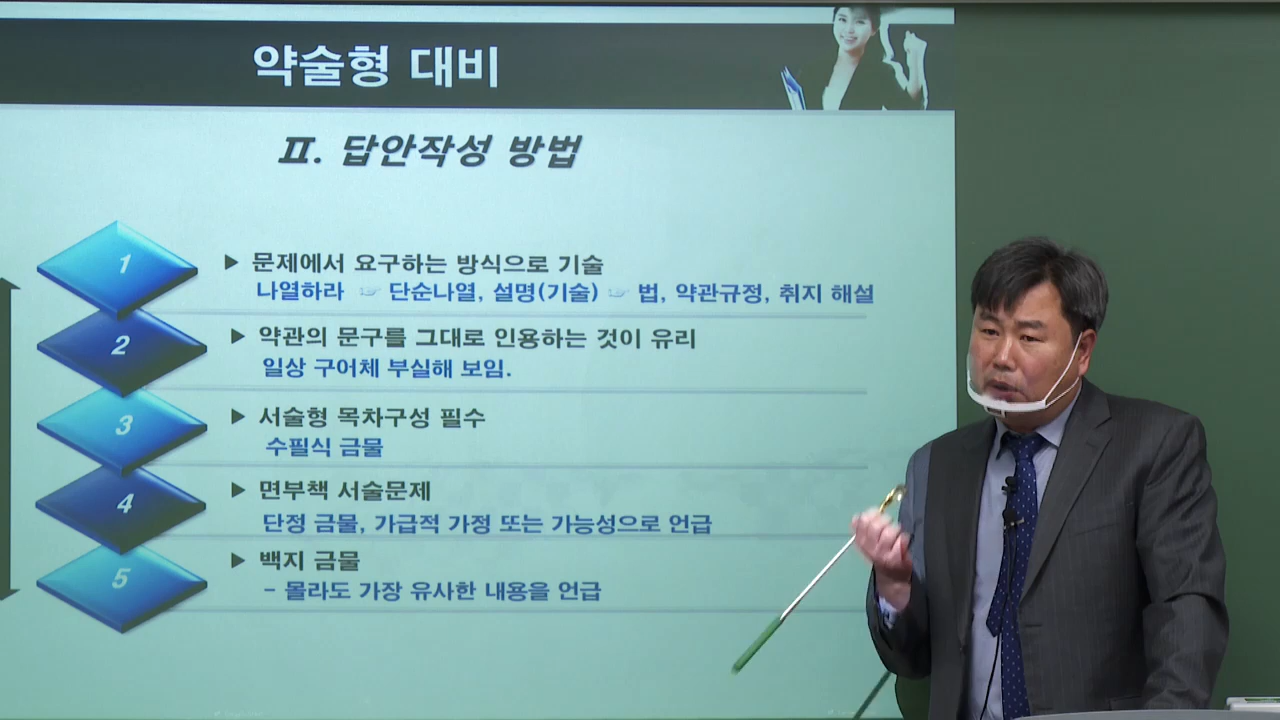 약술형 대비
Ⅱ. 답안작성 방법
1
▶ 문제에서 요구하는 방식으로 기술
나열하라 ☞ 단순나열, 설명(기술) ☞ 법, 약관규정, 취지 해설
2
▶ 약관의 문구를 그대로 인용하는 것이 유리
일상 구어체 부실해 보임.
3
▶ 서술형 목차구성 필수
수필식 금물
4
▶ 면부책 서술문제
단정 금물, 가급적 가정 또는 가능성으로 언급
5
▶ 백지 금물
- 몰라도 가장 유사한 내용을 언급